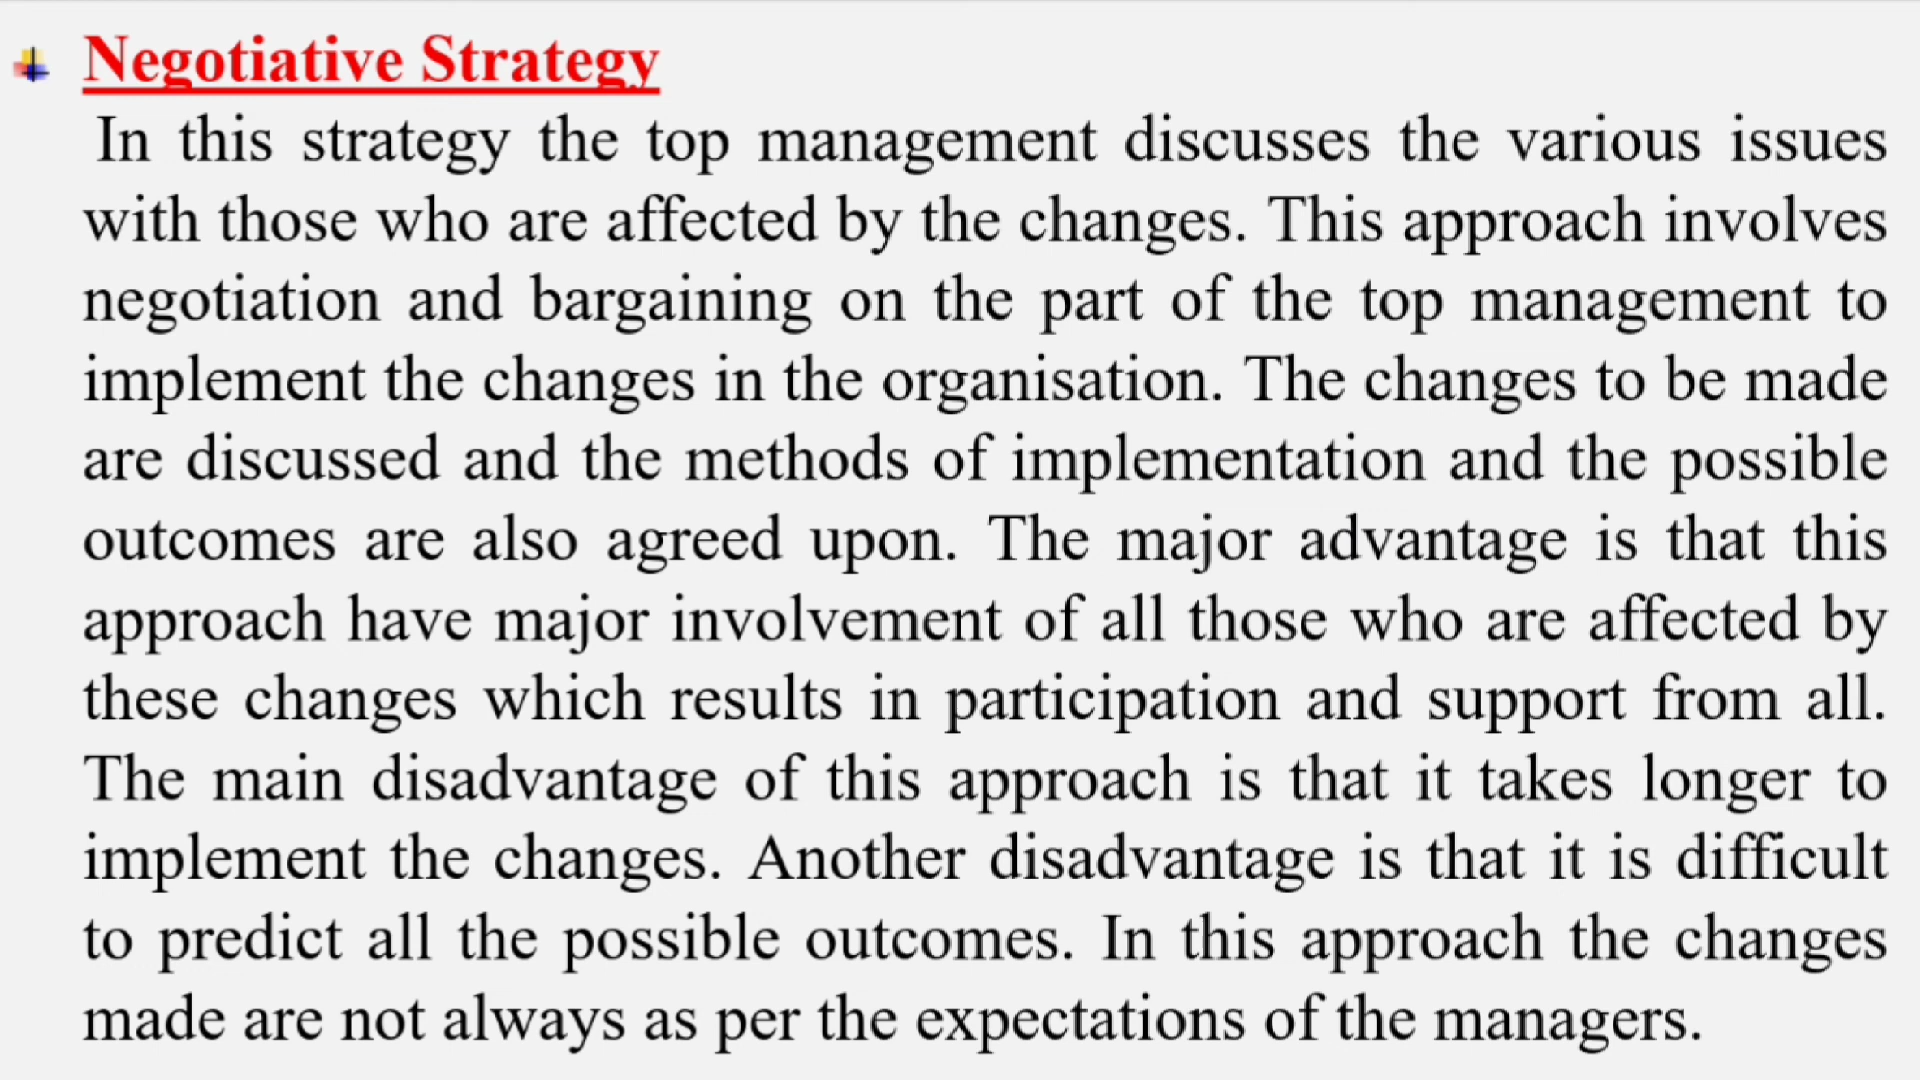 Negotiative Strategy
In this strategy the top management discusses the various issues
with those who are affected by the changes. This approach involves
negotiation and bargaining on the part of the top management to
implement the changes in the organisation. The changes to be made
are discussed and the methods of implementation and the possible
outcomes are also agreed upon. The major advantage is that this
approach have major involvement of all those who are affected by
these changes which results in participation and support from all.
The main disadvantage of this approach is that it takes longer to
implement the changes. Another disadvantage is that it is difficult
to predict all the possible outcomes. In this approach the changes
made are not always as per the expectations of the managers.